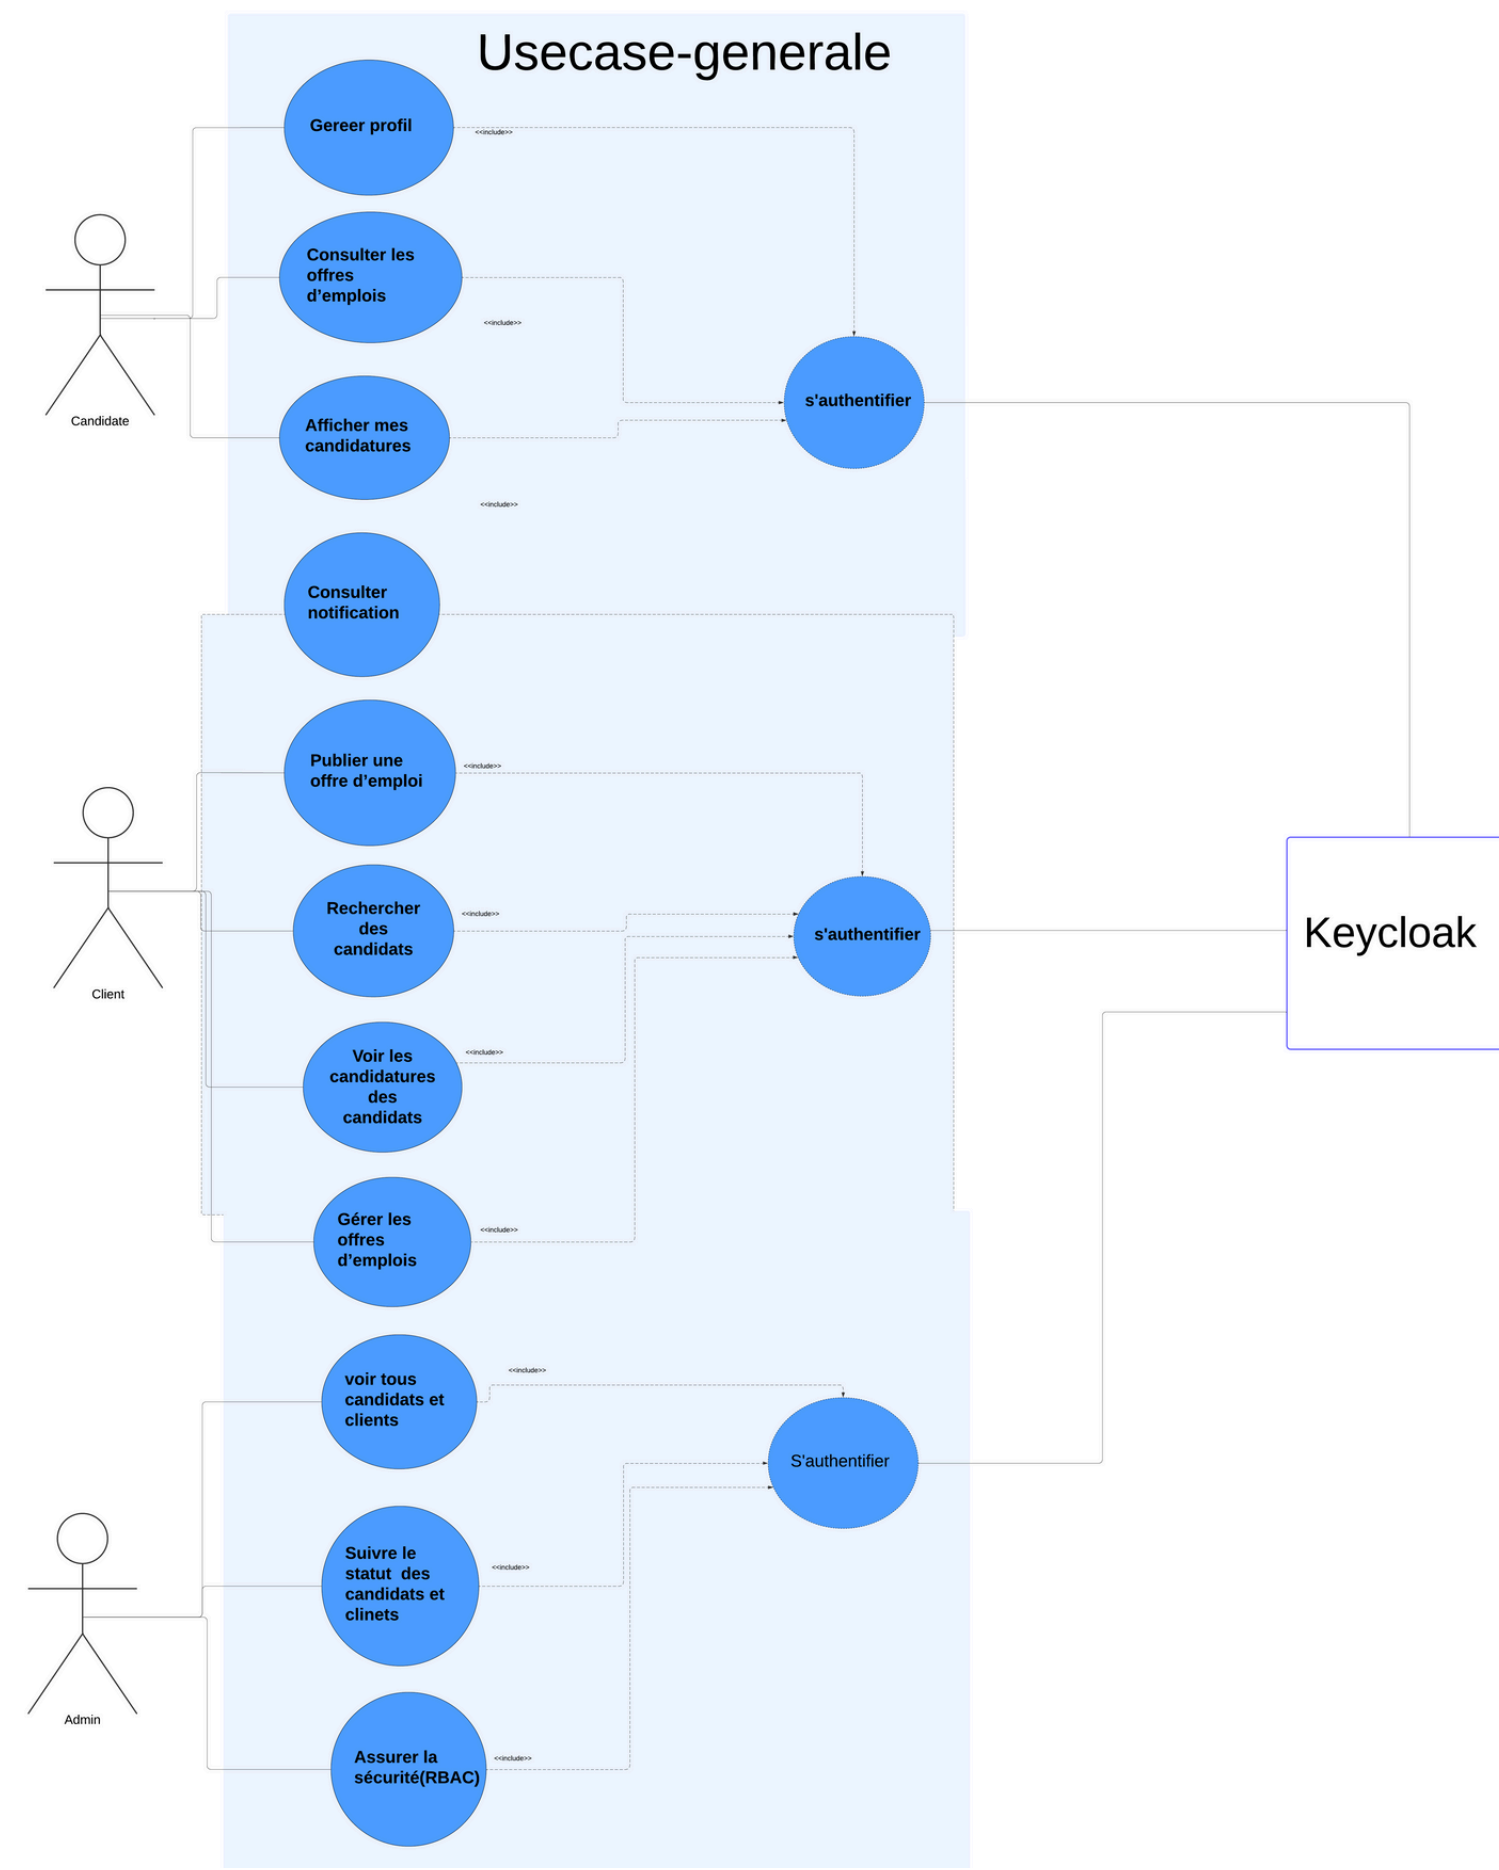 Usecase-generale
Gereer profil
<<include>>
Consulter les
offres
d’emplois
<<include>>
s'authentifier
Candidate
Afficher mes
candidatures
<<include>>
Consulter
notification
Publier une
offre d’emploi
<<include>>
Rechercher
des
candidats
<<include>>
s'authentifier
Keycloak
Client
Voir les
candidatures
des
candidats
<<include>>
Gérer les
offres
d’emplois
<<include>>
voir tous
candidats et
clients
<<include>>
S'authentifier
Suivre le
statut  des
candidats et
clinets
<<include>>
Admin
Assurer la
sécurité(RBAC)
<<include>>